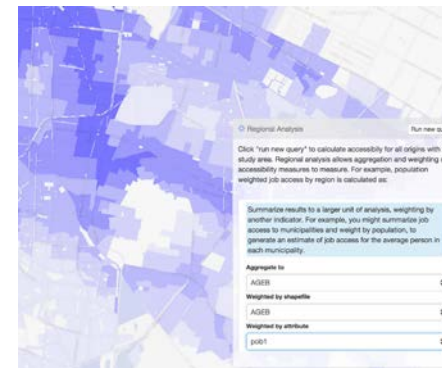 Regional Analysis
Run new qu
Click "run new query" to calculate accessibily for all origins with
study area. Regional analysis allows aggregation and weighting
accessibility measures to measure. For example, population
weighted job access by region is calculated as:
Summarize results to a larger unit of analysis, weighting by
another indicator. For example, you might summarize job
access to municipalities and weight by population, to
generate an estimate of job access for the average person in
each municipality.
Aggregate to
AGEB
Weighted by shapefile
AGEB
Weighted by attribute
pob1